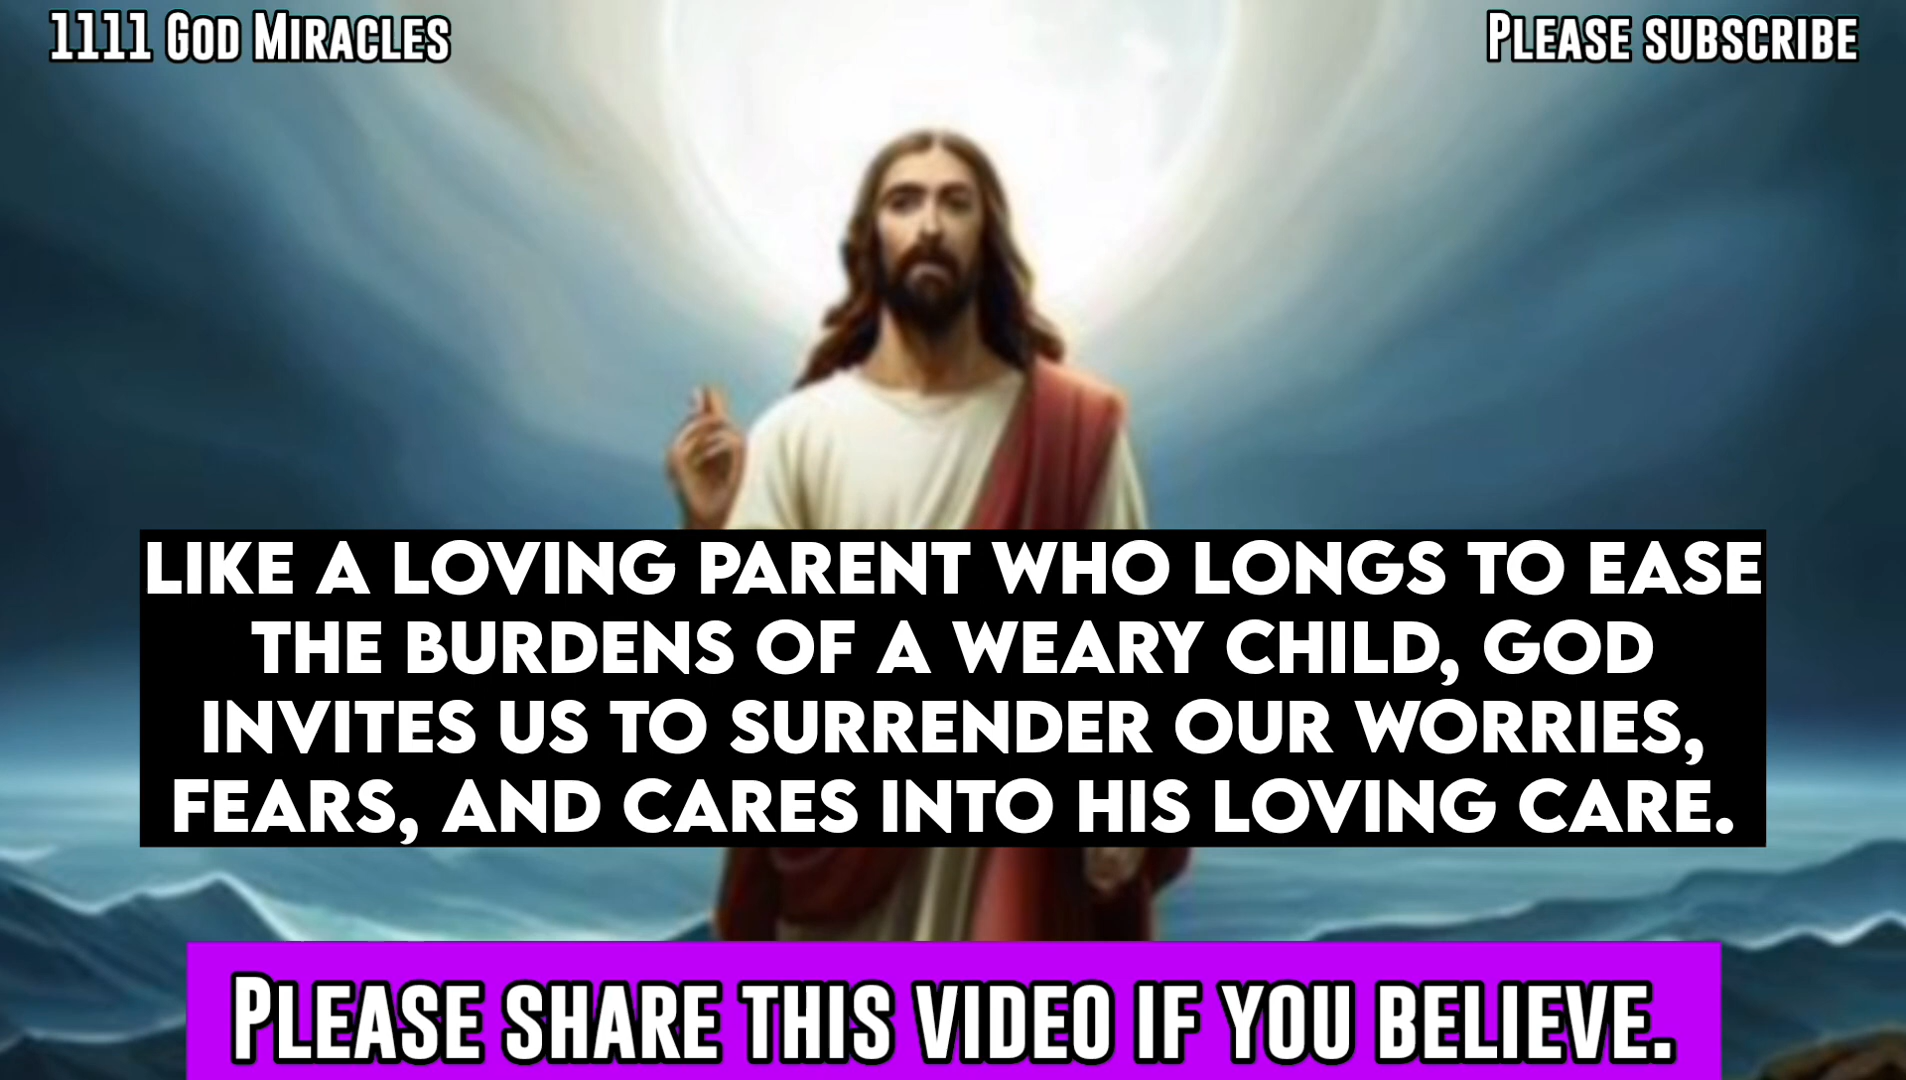 1111 God Miracles
Please subscribe
LIKE A LOVING PARENT WHO LONGS TO EASE
THE BURDENS OF A WEARY CHILD, GOD
INVITES US TO SURRENDER OUR WORRIES,
FEARS, AND CARES INTO HIS LOVING CARE.
Please share this video if you believe.